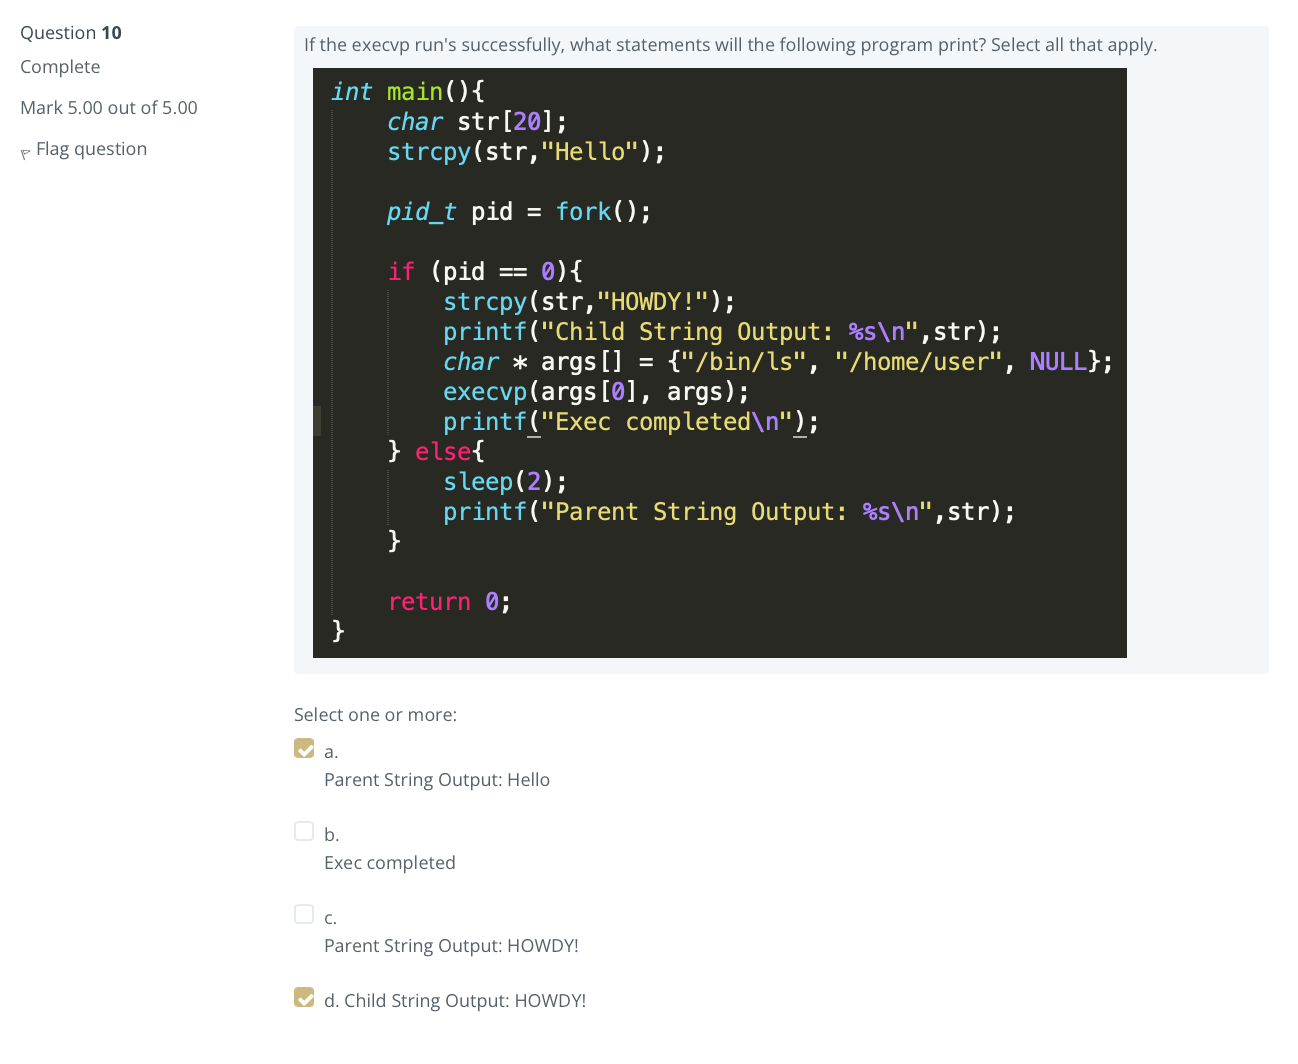 Question 10
Complete
Mark 5.00 out of 5.00
Flag question
If the execvp run's successfully, what statements will the following program print? Select all that apply.
int main(){
    char str[20];
    strcpy(str,"Hello");

    pid_t pid = fork();

    if (pid == 0){
        strcpy(str,"HOWDY!");
        printf("Child String Output: %s\n",str);
        char * args[] = {"/bin/ls", "/home/user", NULL};
        execvp(args[0], args);
        printf("Exec completed\n");
    } else{
        sleep(2);
        printf("Parent String Output: %s\n",str);
    }

    return 0;
}
Select one or more:
a.
Parent String Output: Hello
b.
Exec completed
c.
Parent String Output: HOWDY!
d. Child String Output: HOWDY!